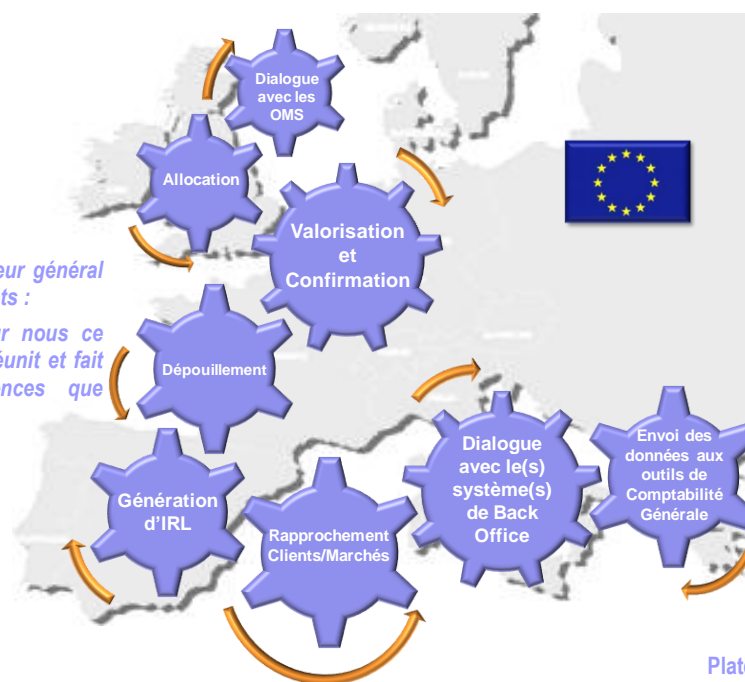 Dialogue
avec les
OMS
Allocation
Valorisation
et
Confirmation
eur général
ts :
r nous ce
éunit et fait
nces que
Dépouillement
Génération
d’IRL
Rapprochement
Clients/Marchés
Dialogue
avec le(s)
système(s)
de Back
Office
Envoi des
données aux
outils de
Comptabilité
Générale
Plat